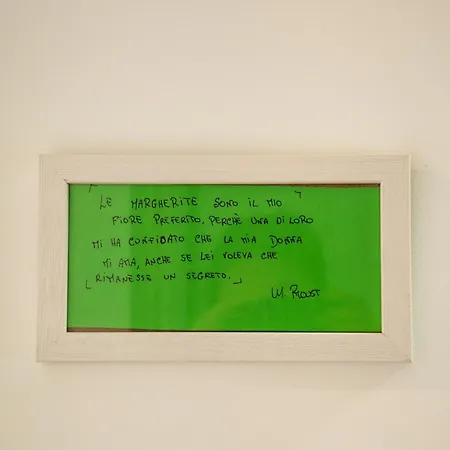 LE MARGHERITE SONO IL MIO
FIORE PREFERITO, PERCHÈ UNA DI LORO
MI HA CONFIDATO CHE LA MIA DONNA
MI AMA, ANCHE SE LEI VOLEVA CHE
RIMANESSE UN SEGRETO.
M. PROUST